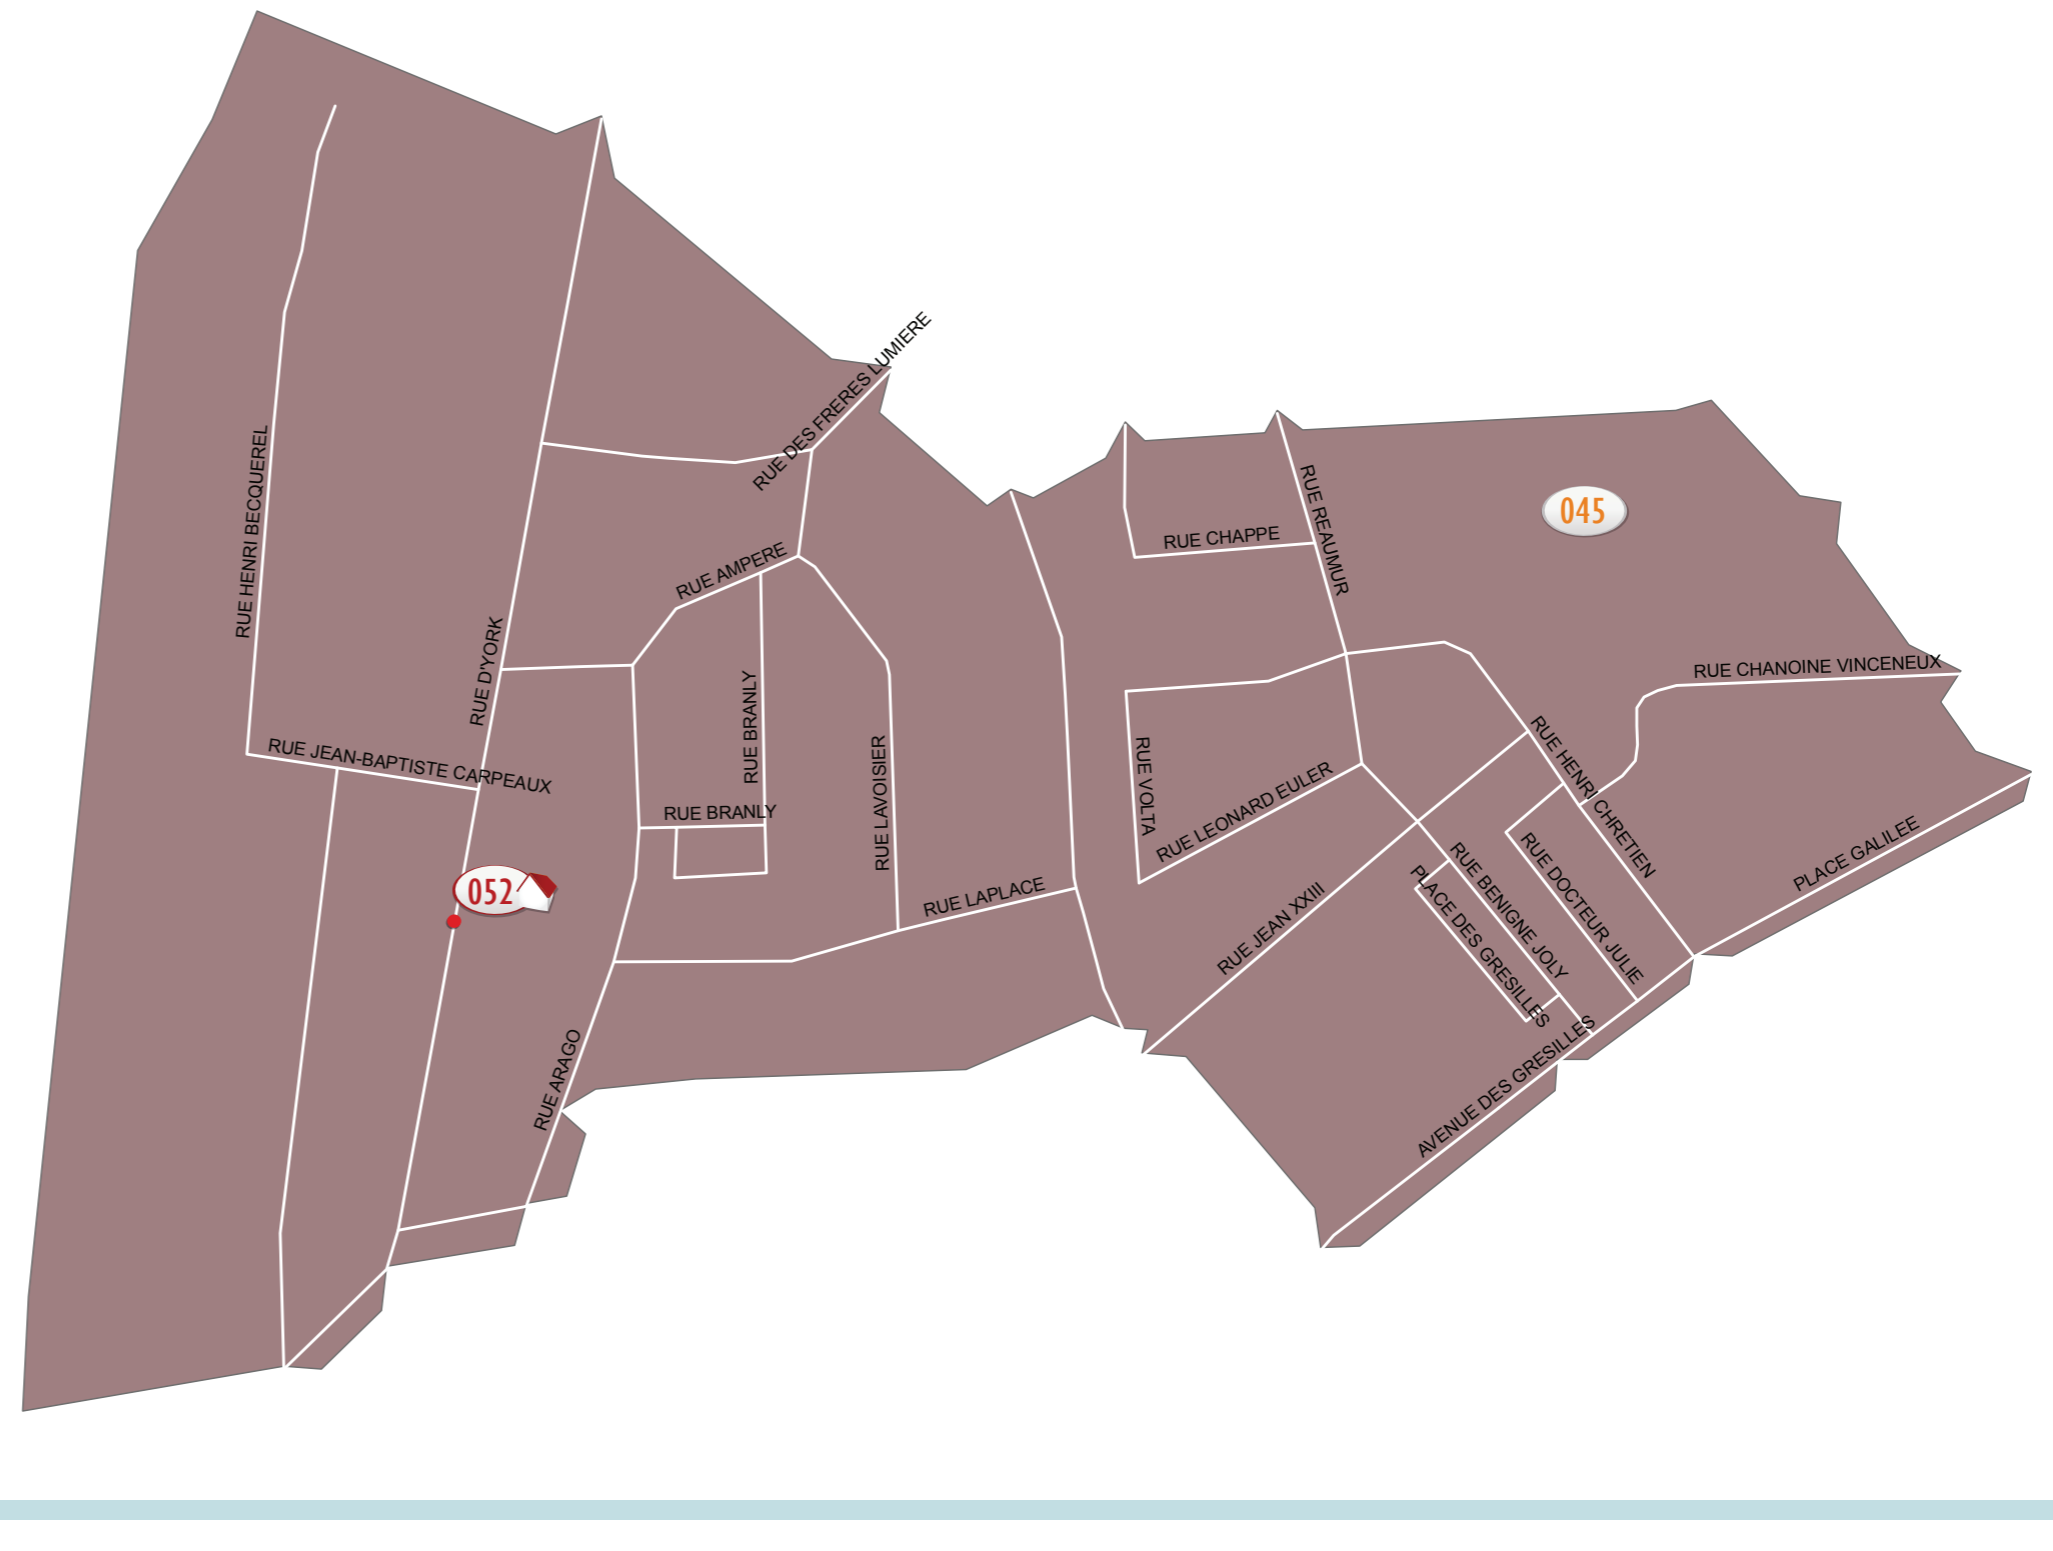 RUE DES FRERES LUMIERE
RUE HENRI BECQUEREL
RUE REAUMUR
045
RUE CHAPPE
RUE AMPERE
RUE D'YORK
RUE CHANOINE VINCENEUX
RUE BRANLY
RUE JEAN-BAPTISTE CARPEAUX
RUE LAVOISIER
RUE VOLTA
RUE HENRI CHRETIEN
RUE BRANLY
RUE LEONARD EULER
PLACE GALILEE
052
RUE LAPLACE
RUE DOCTEUR JULIE
RUE BENIGNE JOLY
PLACE DES GRESILLES
RUE JEAN XXIII
RUE ARAGO
AVENUE DES GRESILLES